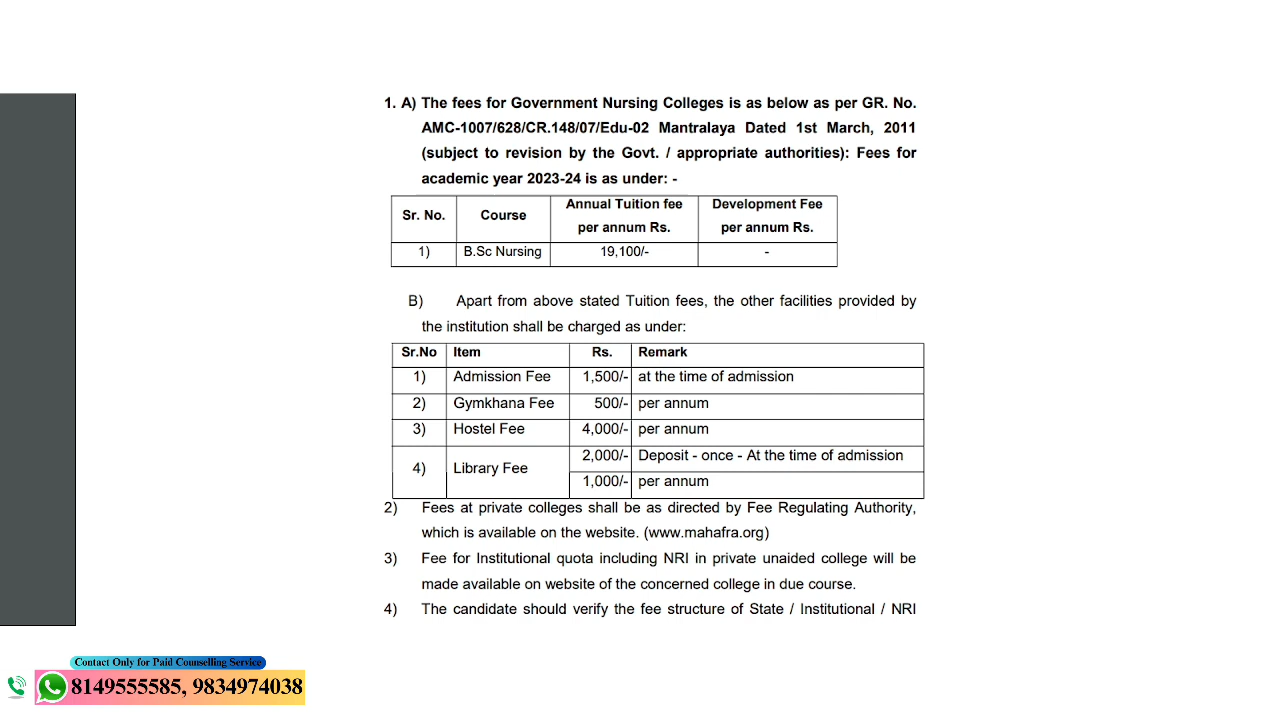 1. A) The fees for Government Nursing Colleges is as below as per GR. No.
AMC-1007/628/CR.148/07/Edu-02 Mantralaya Dated 1st March, 2011
(subject to revision by the Govt. / appropriate authorities): Fees for
academic year 2023-24 is as under: -
Sr. No. Course Annual Tuition fee per annum Rs. Development Fee per annum Rs.
1) B.Sc Nursing 19,100/- -
B) Apart from above stated Tuition fees, the other facilities provided by
the institution shall be charged as under:
Sr.No Item Rs. Remark
1) Admission Fee 1,500/- at the time of admission
2) Gymkhana Fee 500/- per annum
3) Hostel Fee 4,000/- per annum
4) Library Fee 2,000/- Deposit - once - At the time of admission
1,000/- per annum
2) Fees at private colleges shall be as directed by Fee Regulating Authority,
which is available on the website. (www.mahafra.org)
3) Fee for Institutional quota including NRI in private unaided college will be
made available on website of the concerned college in due course.
4) The candidate should verify the fee structure of State / Institutional / NRI
Contact Only for Paid Counselling Service
8149555585, 9834974038